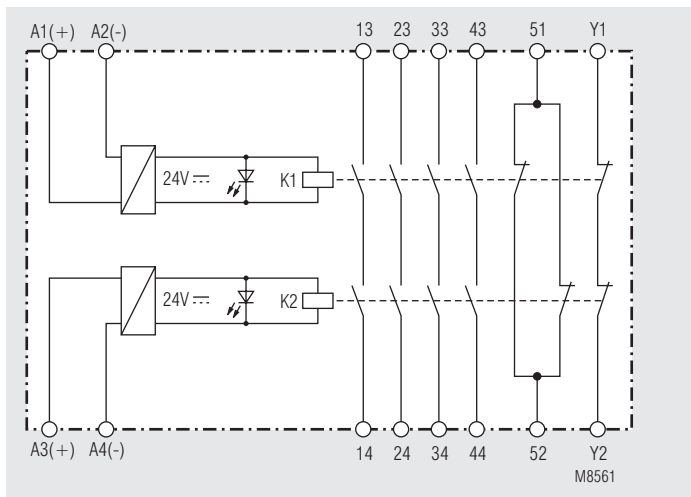 A1(+) A2(-) 13 23 33 43 51 Y1
24V K1
24V K2
A3(+) A4(-) 14 24 34 44 52 Y2
M8561